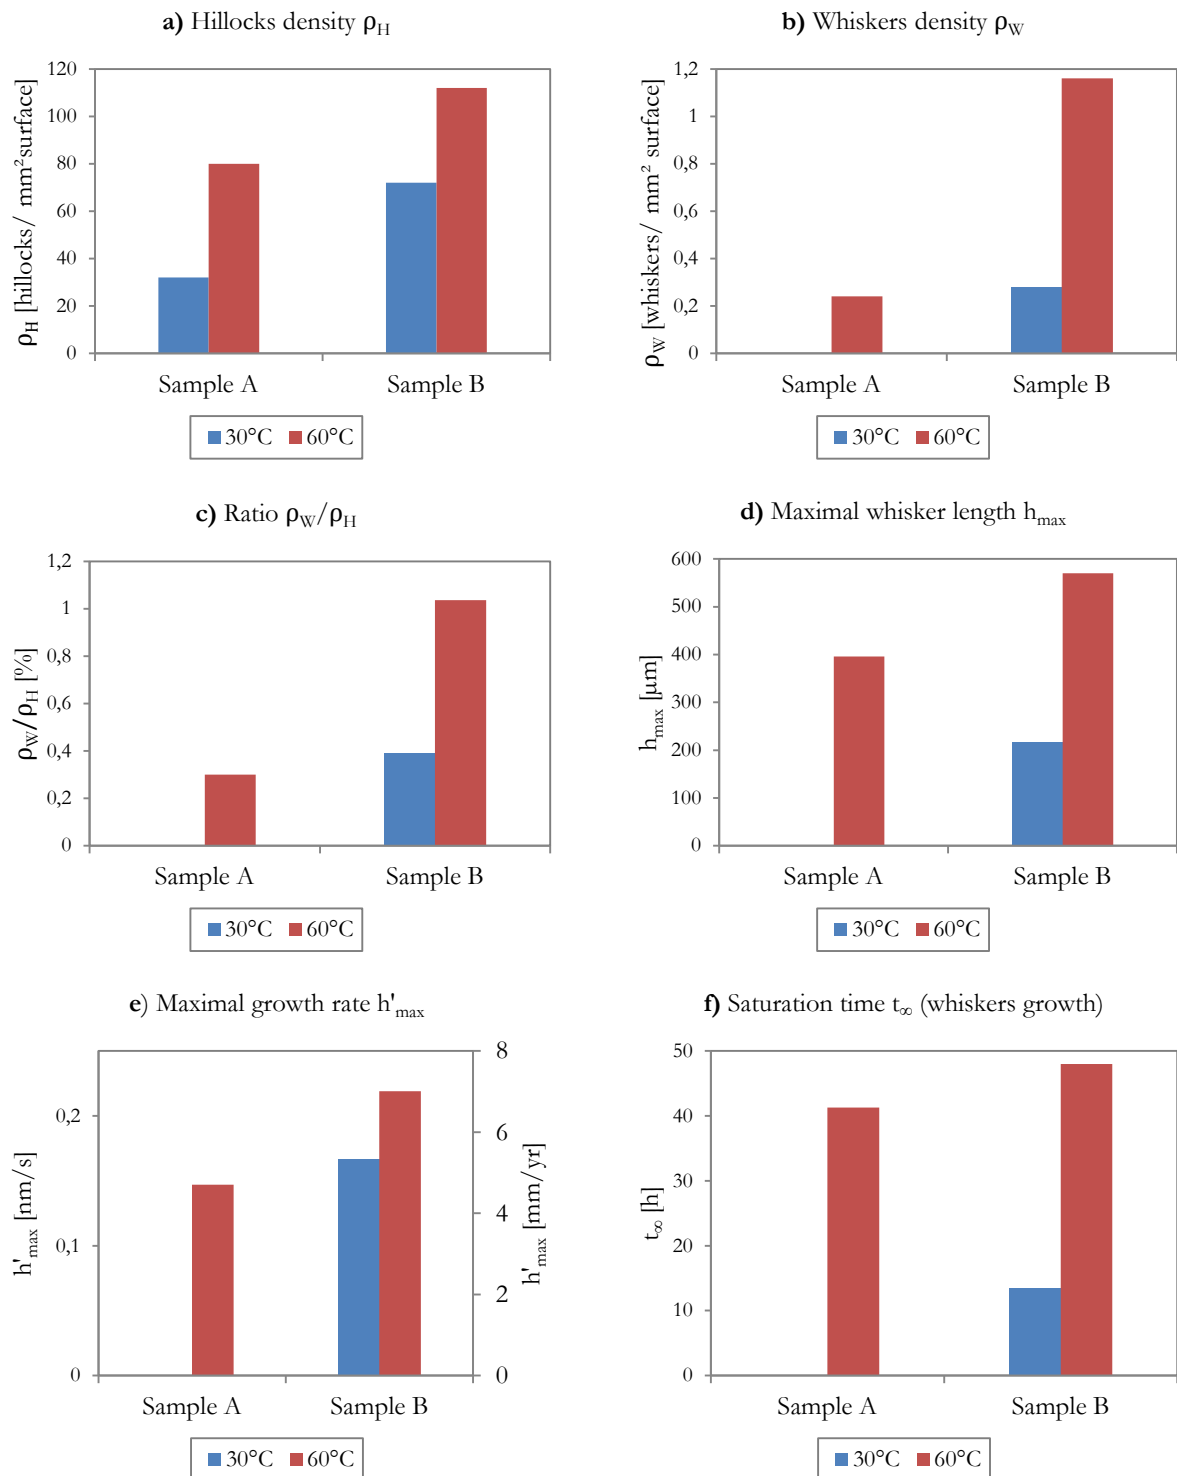 a) Hillocks density ρH
ρH [hillocks/ mm²surface]
120
100
80
60
40
20
0
Sample A Sample B
30°C 60°C
b) Whiskers density ρW
ρW [whiskers/ mm² surface]
1,2
1
0,8
0,6
0,4
0,2
0
Sample A Sample B
30°C 60°C
c) Ratio ρW/ρH
ρW/ρH [%]
1,2
1
0,8
0,6
0,4
0,2
0
Sample A Sample B
30°C 60°C
d) Maximal whisker length hmax
hmax [µm]
600
500
400
300
200
100
0
Sample A Sample B
30°C 60°C
e) Maximal growth rate h'max
h'max [nm/s]
0,2
0,1
0
8
6
4
2
0
h'max [mm/yr]
Sample A Sample B
30°C 60°C
f) Saturation time t∞ (whiskers growth)
t∞ [h]
50
40
30
20
10
0
Sample A Sample B
30°C 60°C